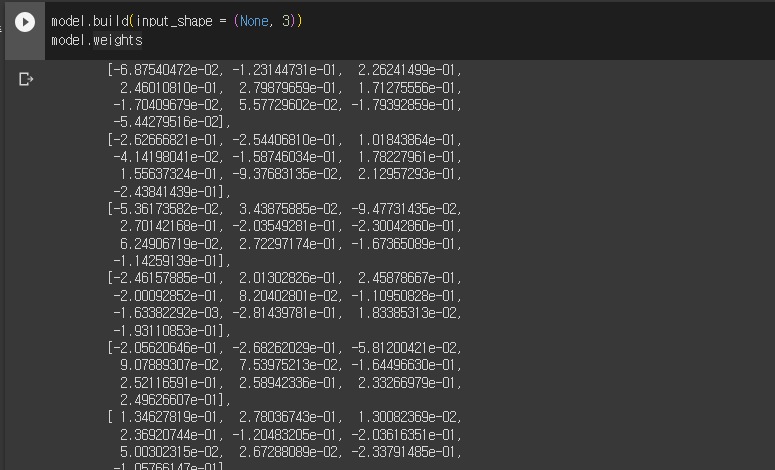 model.build(input_shape = (None, 3))
model.weights
[-6.87540472e-02, -1.23144731e-01, 2.26241499e-01,
2.46010810e-01, 2.79879659e-01, 1.71275556e-01,
-1.70409679e-02, 5.57729602e-02, -1.79392859e-01,
-5.44279516e-02],
[-2.62666821e-01, -2.54406810e-01, 1.01843864e-01,
-4.14198041e-02, -1.58746034e-01, 1.78227961e-01,
1.55637324e-01, -9.37683135e-02, 2.12957293e-01,
-2.43841439e-01],
[-5.36173582e-02, 3.43875885e-02, -9.47731435e-02,
2.70142168e-01, -2.03549281e-01, -2.30042860e-01,
6.24906719e-02, 2.72297174e-01, -1.67365089e-01,
-1.14259139e-01],
[-2.46157885e-01, 2.01302826e-01, 2.45878667e-01,
-2.00092852e-01, 8.20402801e-02, -1.10950828e-01,
-1.63382292e-03, -2.81439781e-01, 1.83385313e-02,
-1.93110853e-01],
[-2.05620646e-01, -2.68262029e-01, -5.81200421e-02,
9.07889307e-02, 7.53975213e-02, -1.64496630e-01,
2.52116591e-01, 2.58942336e-01, 2.33266979e-01,
2.49626607e-01],
[ 1.34627819e-01, 2.78036743e-01, 1.30082369e-02,
2.36920744e-01, -1.20483205e-01, -2.03616351e-01,
5.00302315e-02, 2.67288089e-02, -2.33791485e-01,
-1.05766147e-01]